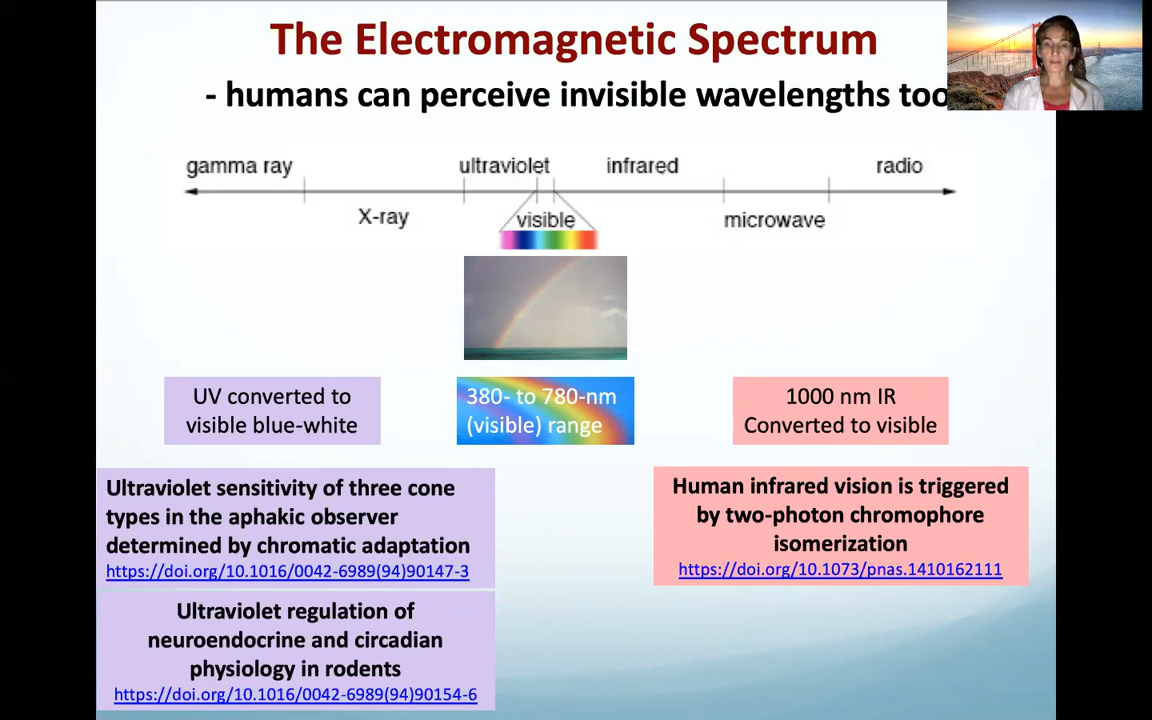 The Electromagnetic Spectrum
- humans can perceive invisible wavelengths too
gamma ray
ultraviolet
infrared
radio
X-ray
visible
microwave
UV converted to
visible blue-white
380- to 780-nm
(visible) range
1000 nm IR
Converted to visible
Ultraviolet sensitivity of three cone
types in the aphakic observer
determined by chromatic adaptation
https://doi.org/10.1016/0042-6989(94)90147-3
Human infrared vision is triggered
by two-photon chromophore
isomerization
https://doi.org/10.1073/pnas.1410162111
Ultraviolet regulation of
neuroendocrine and circadian
physiology in rodents
https://doi.org/10.1016/0042-6989(94)90154-6